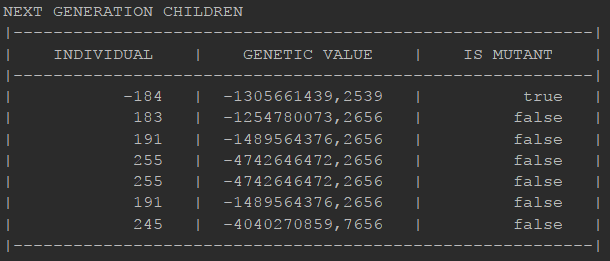 NEXT GENERATION CHILDREN
|----------------------------------------------------------|
| INDIVIDUAL | GENETIC VALUE | IS MUTANT |
|----------------------------------------------------------|
| -184 | -1305661439,2539 | true |
| 183 | -1254780073,2656 | false |
| 191 | -1489564376,2656 | false |
| 255 | -4742646472,2656 | false |
| 255 | -4742646472,2656 | false |
| 191 | -1489564376,2656 | false |
| 245 | -4040270859,7656 | false |
|----------------------------------------------------------|